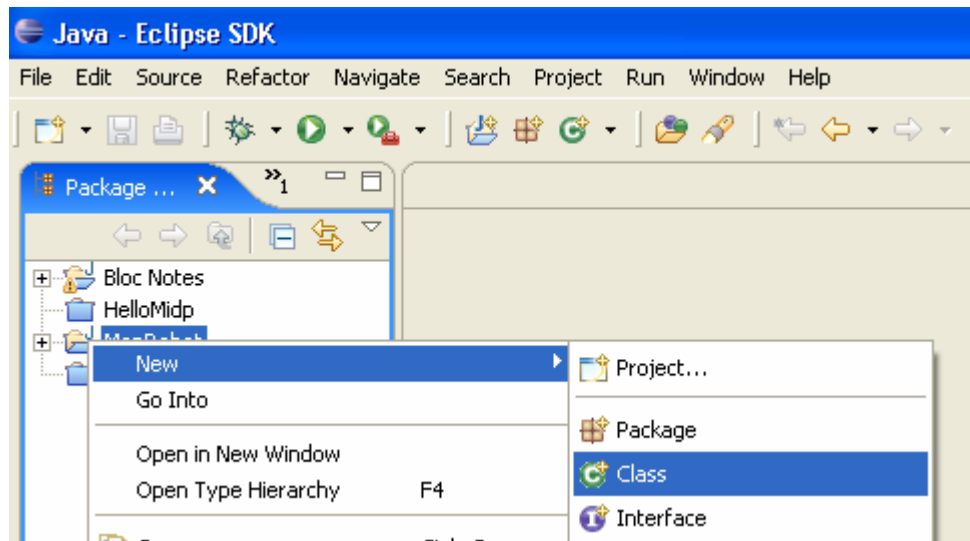 Java - Eclipse SDK
File Edit Source Refactor Navigate Search Project Run Window Help
Package ... 1
Bloc Notes
HelloMidp
New
Project...
Go Into
Package
Open in New Window
Class
Open Type Hierarchy F4
Interface